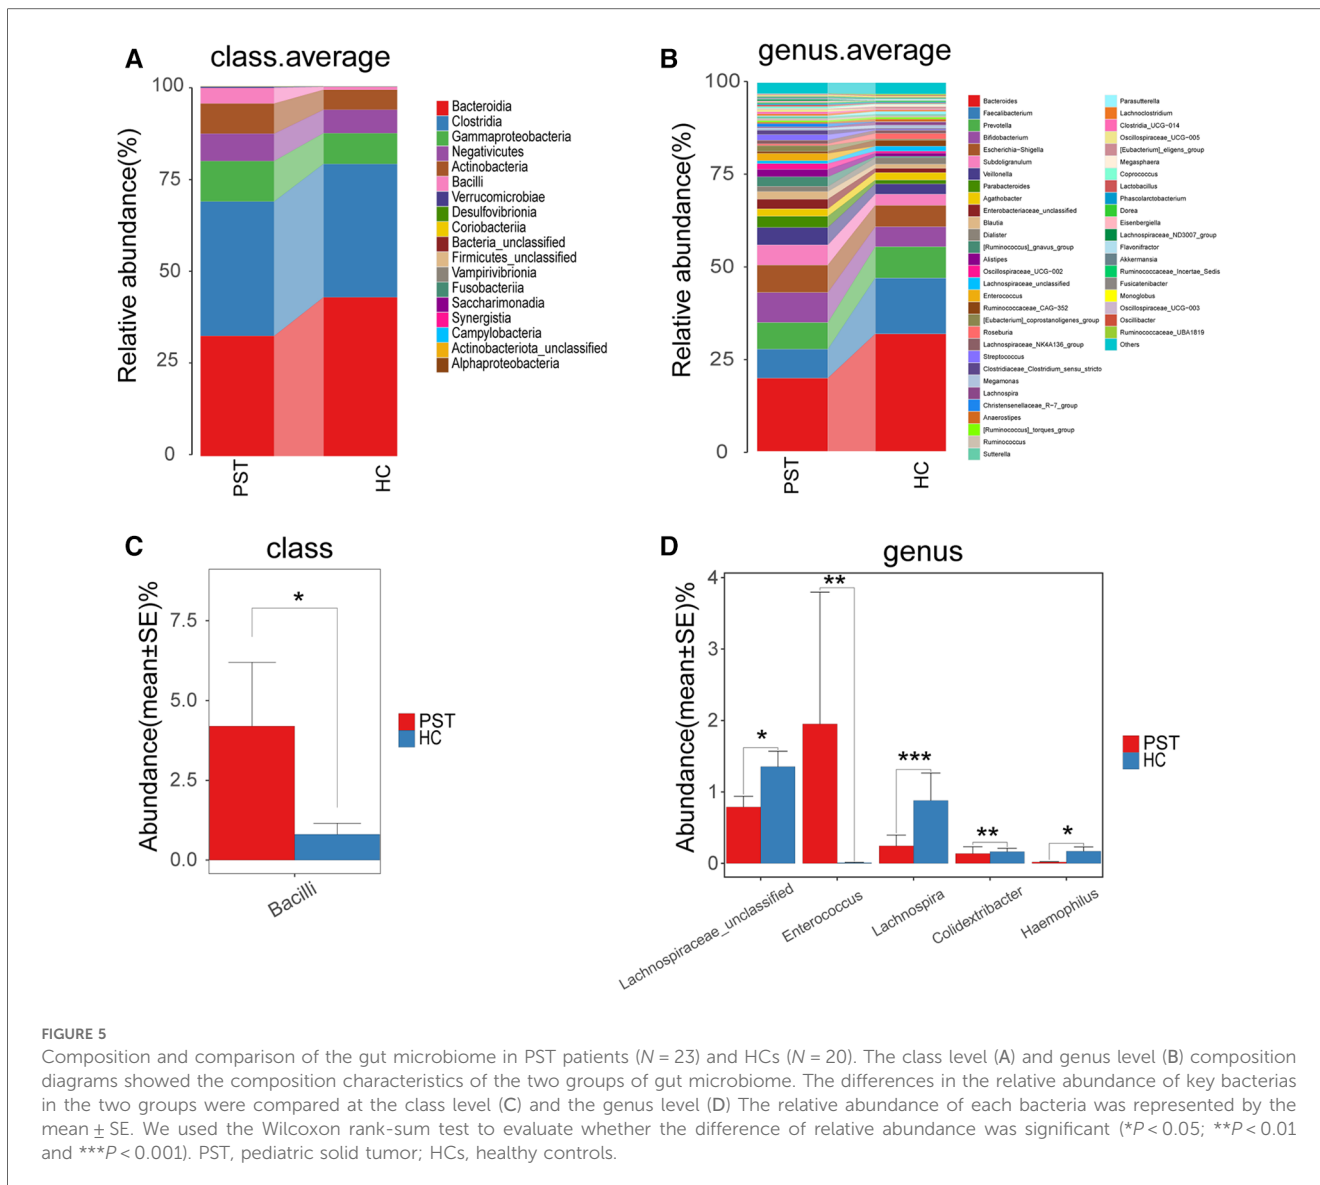 A
class.average
Relative abundance(%)
100
75
50
25
0
PST
HC
Bacteroidia
Clostridia
Gammaproteobacteria
Negativicutes
Actinobacteria
Bacilli
Verrucomicrobiae
Desulfovibrionia
Coriobacteriia
Bacteria_unclassified
Firmicutes_unclassified
Vampirivibrionia
Fusobacteriia
Saccharimonadia
Synergistia
Campylobacteria
Actinobacteriota_unclassified
Alphaproteobacteria
B
genus.average
Relative abundance(%)
100
75
50
25
0
PST
HC
Bacteroides
Faecalibacterium
Prevotella
Bifidobacterium
Escherichia-Shigella
Subdoligranulum
Veillonella
Parabacteroides
Agathobacter
Enterobacteriaceae_unclassified
Blautia
Dialister
[Ruminococcus]_gnavus_group
Alistipes
Oscillospiraceae_UCG-002
Lachnospiraceae_unclassified
Enterococcus
Ruminococcaceae_CAG-352
[Eubacterium]_coprostanoligenes_group
Roseburia
Lachnospiraceae_NK4A136_group
Streptococcus
Clostridiaceae_Clostridium_sensu_stricto
Megamonas
Lachnospira
Christensenellaceae_R-7_group
Anaerostipes
[Ruminococcus]_torques_group
Ruminococcus
Sutterella
Parasutterella
Lachnoclostridium
Clostridia_UCG-014
Oscillospiraceae_UCG-005
[Eubacterium]_eligens_group
Megasphaera
Coprococcus
Lactobacillus
Phascolarctobacterium
Dorea
Eisenbergiella
Lachnospiraceae_ND3007_group
Flavonifractor
Akkermansia
Ruminococcaceae_Incertae_Sedis
Fusicatenibacter
Monoglobus
Oscillospiraceae_UCG-003
Oscillibacter
Ruminococcaceae_UBA1819
Others
C
class
Abundance(mean±SE)%
7.5
5.0
2.5
0.0
*
Bacilli
PST
HC
D
genus
Abundance(mean±SE)%
4
3
2
1
0
*
**
***
**
*
Lachnospiraceae_unclassified
Enterococcus
Lachnospira
Colidextribacter
Haemophilus
PST
HC
FIGURE 5
Composition and comparison of the gut microbiome in PST patients (N = 23) and HCs (N = 20). The class level (A) and genus level (B) composition
diagrams showed the composition characteristics of the two groups of gut microbiome. The differences in the relative abundance of key bacterias
in the two groups were compared at the class level (C) and the genus level (D) The relative abundance of each bacteria was represented by the
mean ± SE. We used the Wilcoxon rank-sum test to evaluate whether the difference of relative abundance was significant (*P < 0.05; **P < 0.01
and ***P < 0.001). PST, pediatric solid tumor; HCs, healthy controls.